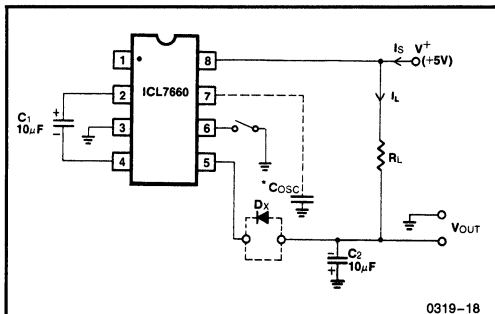 1
2
3
4
ICL7660
8
7
6
5
C1
10µF
+
−
IS
V+
(+5V)
IL
RL
* COSC
DX
VOUT
−
C2
10µF
+
0319-18